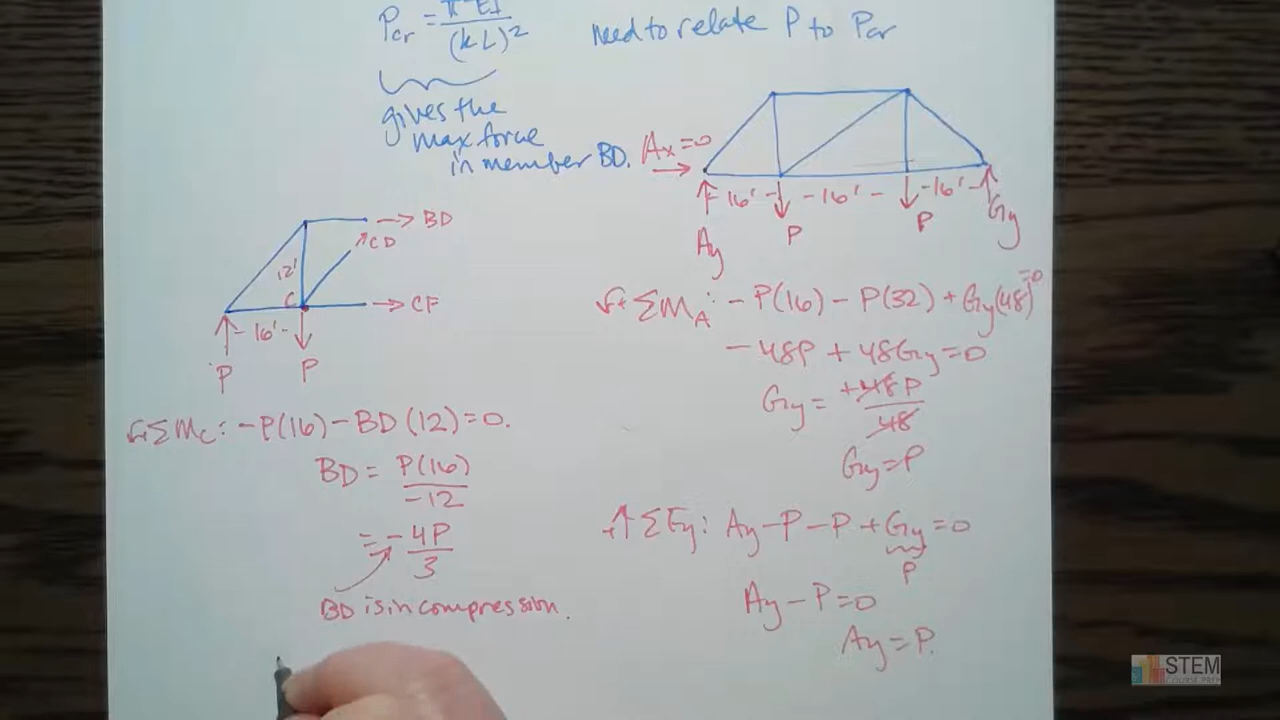 Pcr = π²EI / (kL)²
need to relate P to Pcr
gives the
max force
in member BD.
Ax=0
-16'- -16'- -16'-
P P
Ay Gy
BD
CD
12'
C
CF
-16'-
P P
ΣMC: -P(16) - BD(12)=0.
BD = P(16) / -12
= -4P / 3
BD is in compression.
+ΣMA: -P(16) - P(32) + Gy(48) =0
-48P + 48Gy = 0
Gy = +48P / 48
Gy = P
+↑ΣFy: Ay - P - P + Gy = 0
P
Ay - P = 0
Ay = P.
STEM
COURSE PREP